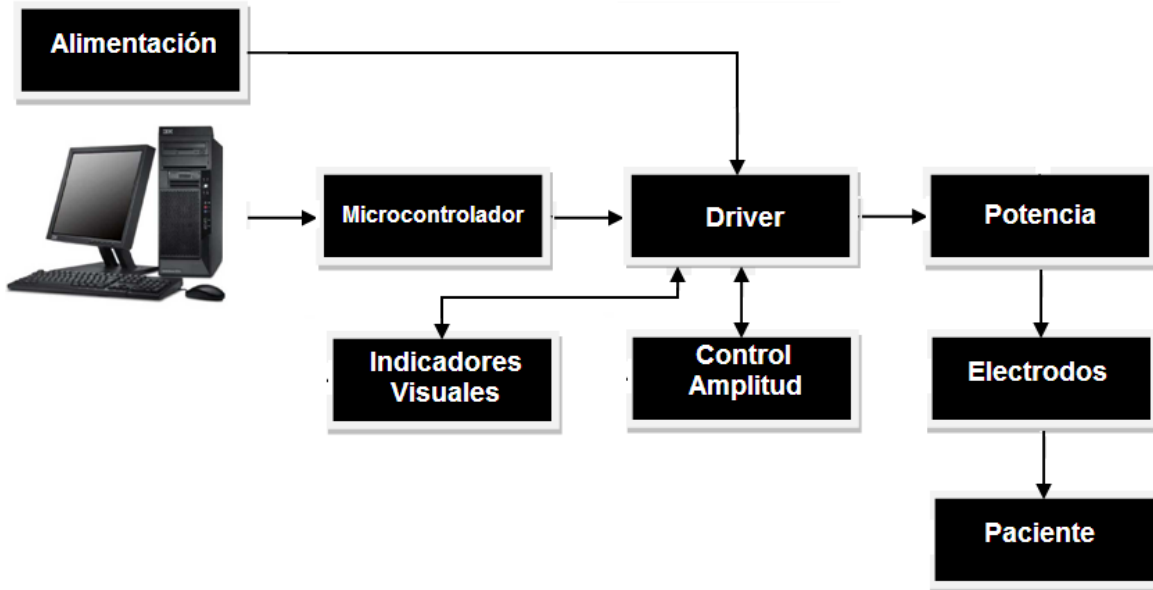 Alimentación
Microcontrolador
Driver
Potencia
Indicadores
Visuales
Control
Amplitud
Electrodos
Paciente